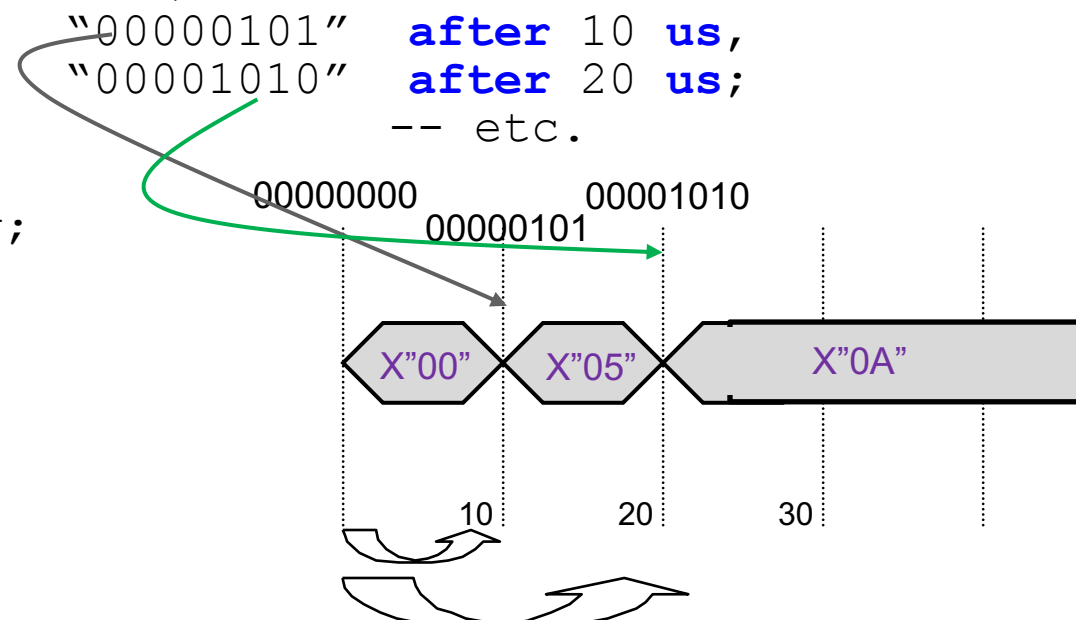 “00000101” after 10 us,
“00001010” after 20 us;
-- etc.
00000000 00001010
00000101
;
X”00” X”05” X”0A”
10 20 30